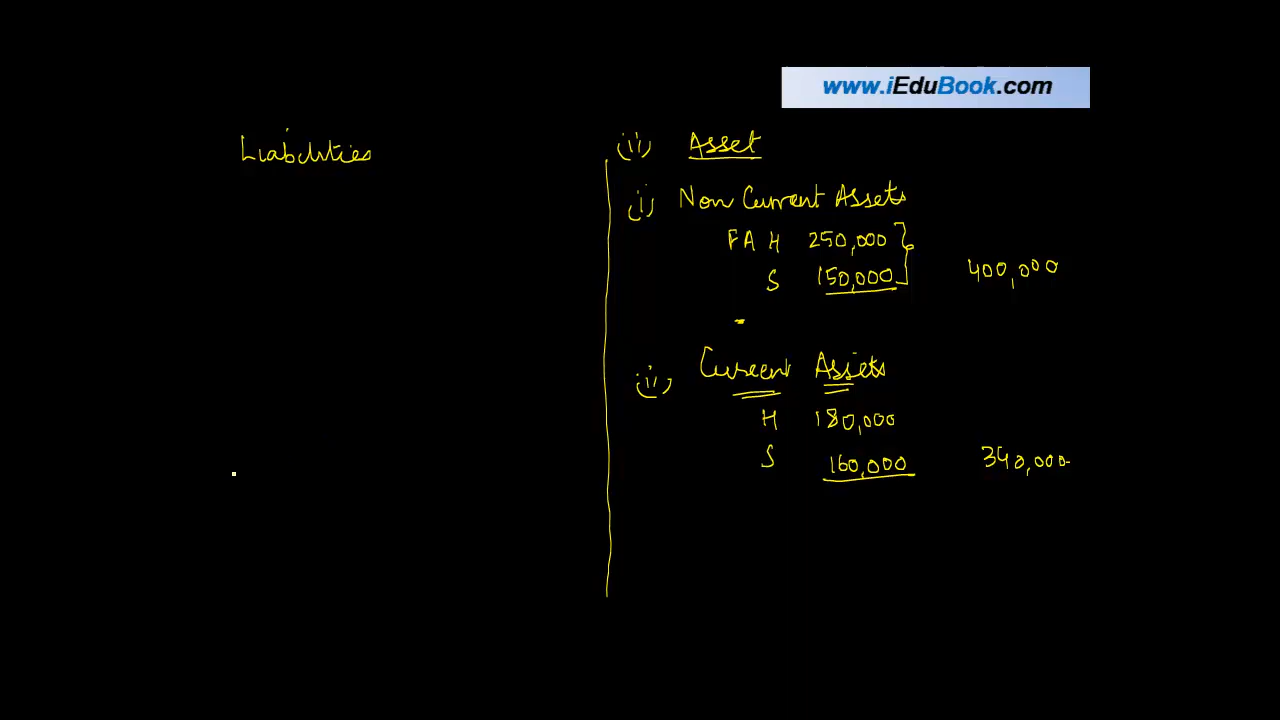 www.iEduBook.com
Liabilities
(ii) Asset
(i) Non Current Assets
FA H 250,000
S 150,000 400,000
(ii) Current Assets
H 180,000
S 160,000 340,000